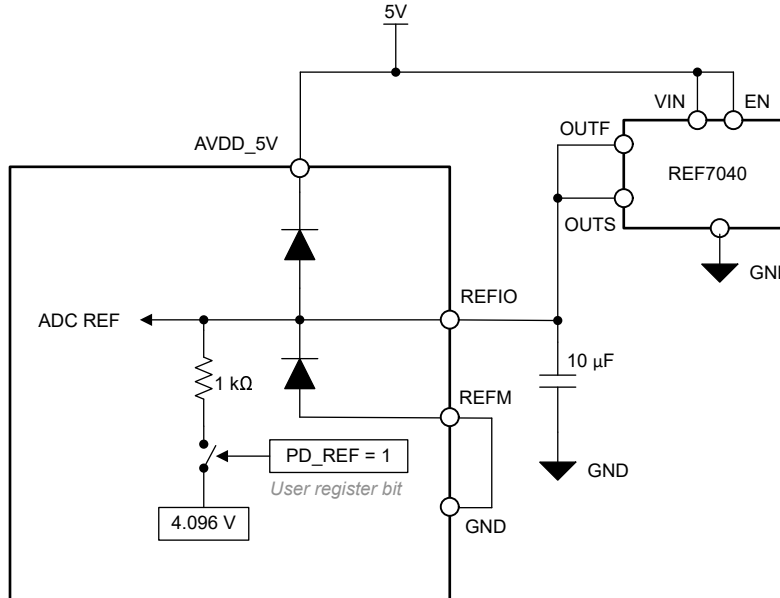 5V
VIN
EN
OUTF
AVDD_5V
REF7040
OUTS
GND
REFIO
ADC REF
10 µF
1 kΩ
REFM
PD_REF = 1
GND
User register bit
4.096 V
GND